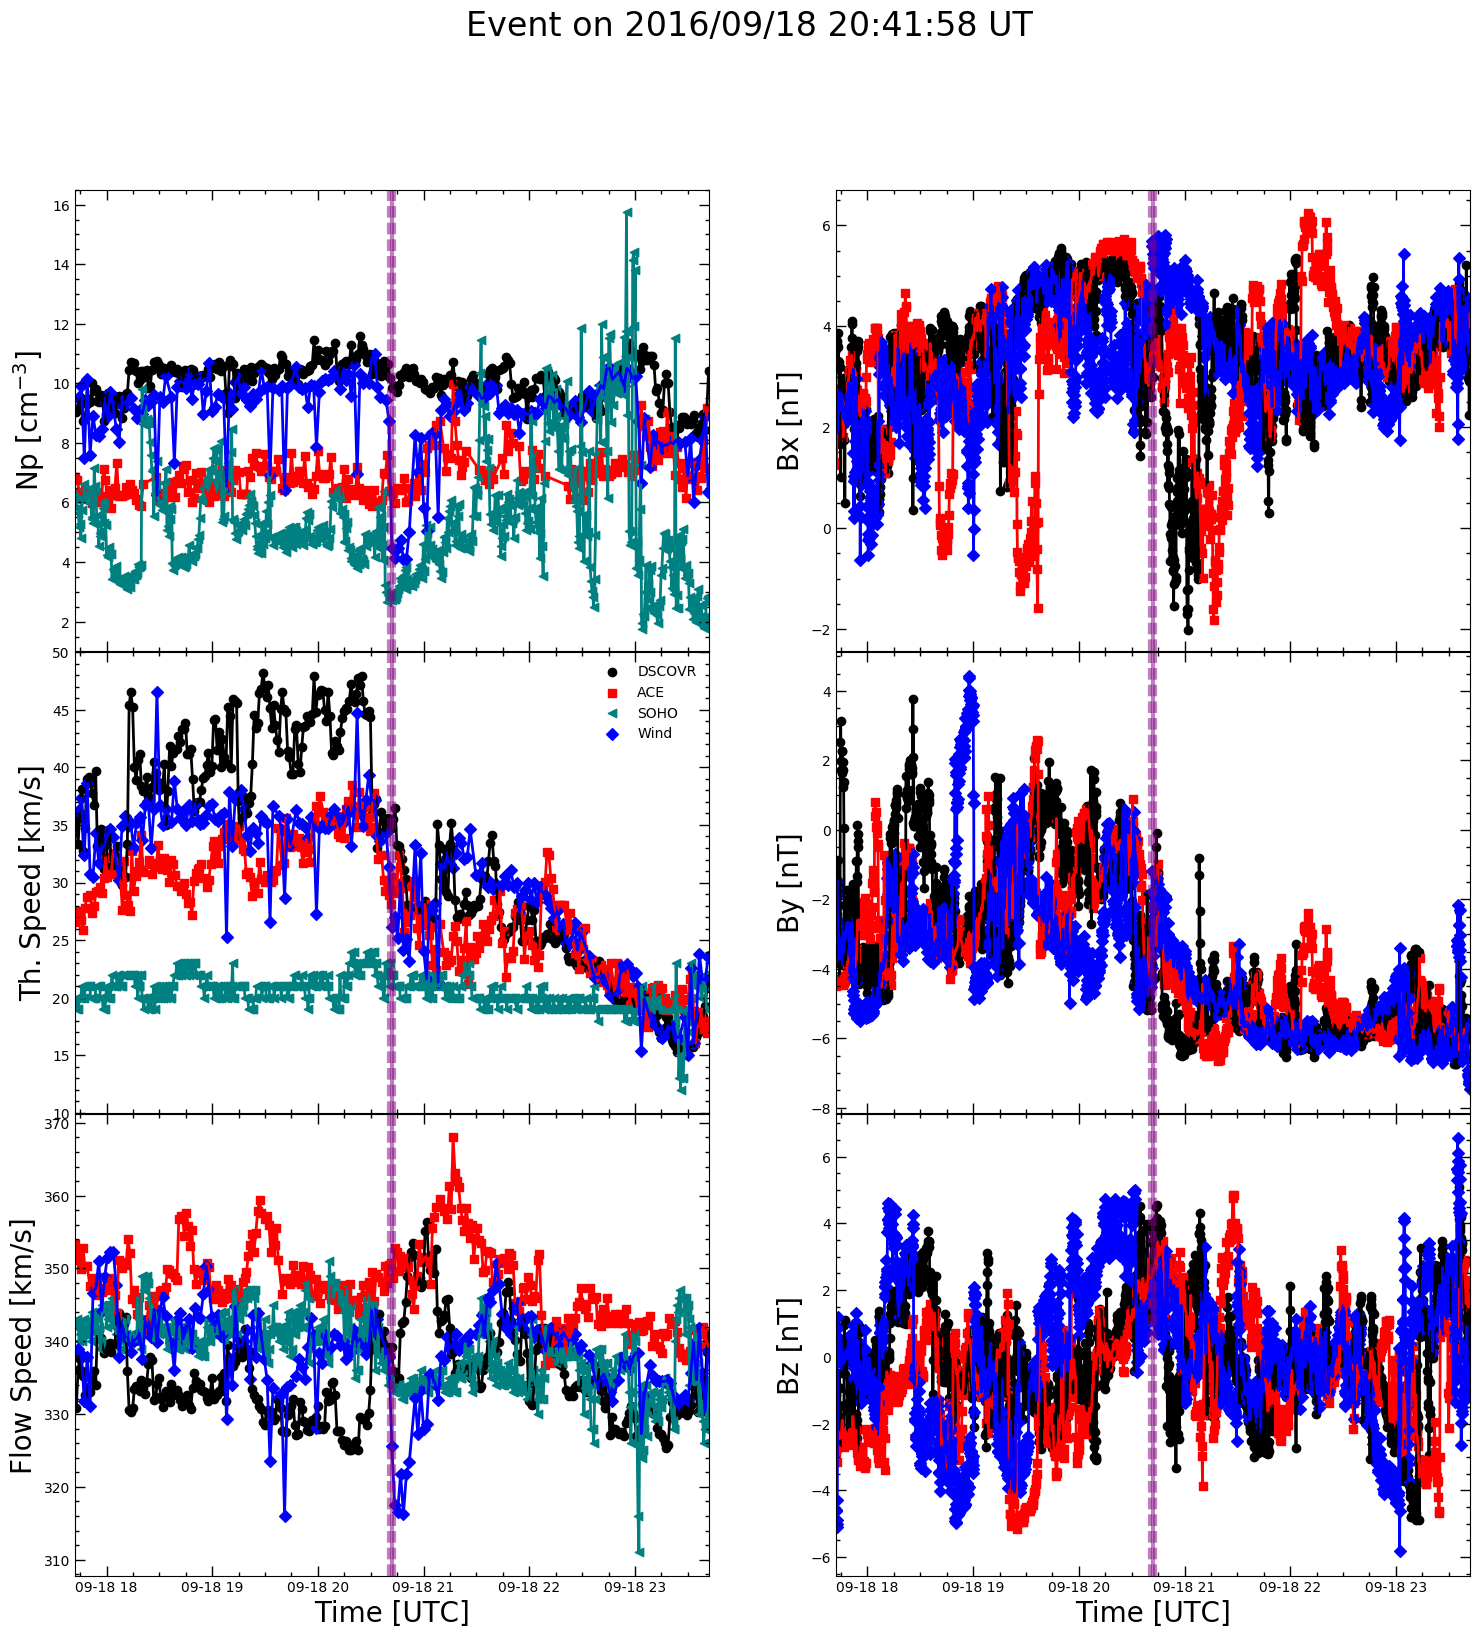 Event on 2016/09/18 20:41:58 UT
Np [cm⁻³]
16
14
12
10
8
6
4
2
Th. Speed [km/s]
50
45
40
35
30
25
20
15
10
DSCOVR
ACE
SOHO
Wind
Flow Speed [km/s]
370
360
350
340
330
320
310
09-18 18 09-18 19 09-18 20 09-18 21 09-18 22 09-18 23
Time [UTC]
Bx [nT]
6
4
2
0
−2
By [nT]
4
2
0
−2
−4
−6
−8
Bz [nT]
6
4
2
0
−2
−4
−6
09-18 18 09-18 19 09-18 20 09-18 21 09-18 22 09-18 23
Time [UTC]